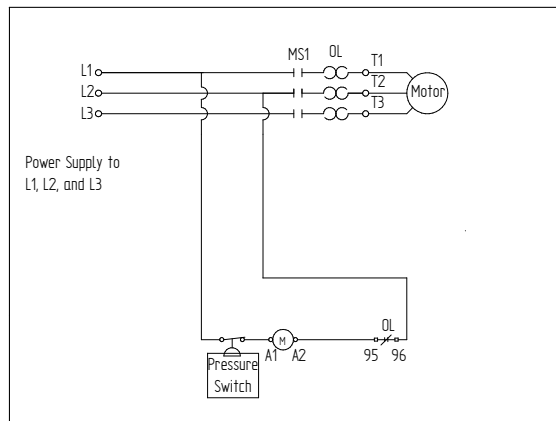 MS1 OL
L1 T1
L2 T2
Motor
L3 T3
Power Supply to
L1, L2, and L3
OL
M
A1 A2 95 96
Pressure
Switch